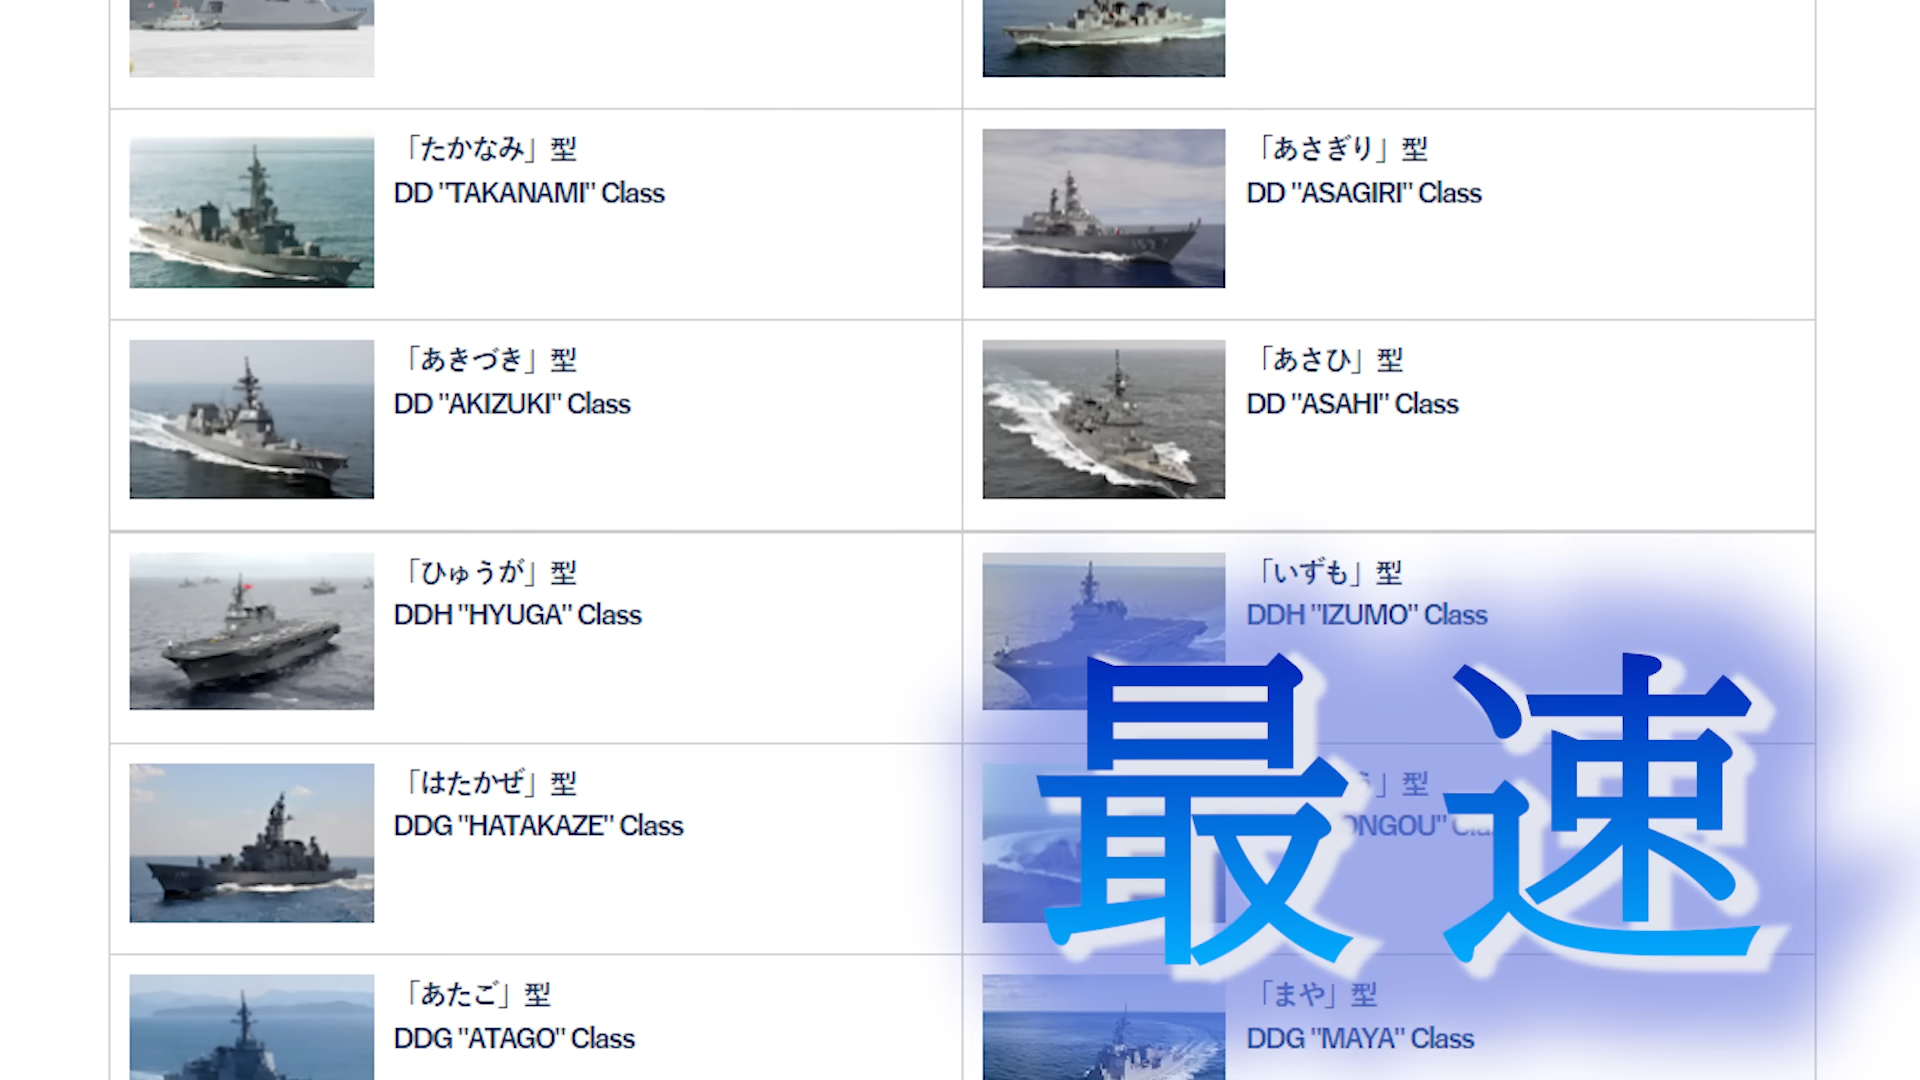 「たかなみ」型
DD "TAKANAMI" Class
「あさぎり」型
DD "ASAGIRI" Class
「あきづき」型
DD "AKIZUKI" Class
「あさひ」型
DD "ASAHI" Class
「ひゅうが」型
DDH "HYUGA" Class
「いずも」型
DDH "IZUMO" Class
「はたかぜ」型
DDG "HATAKAZE" Class
」型
ONGOU" Cla
最速
「あたご」型
DDG "ATAGO" Class
「まや」型
DDG "MAYA" Class